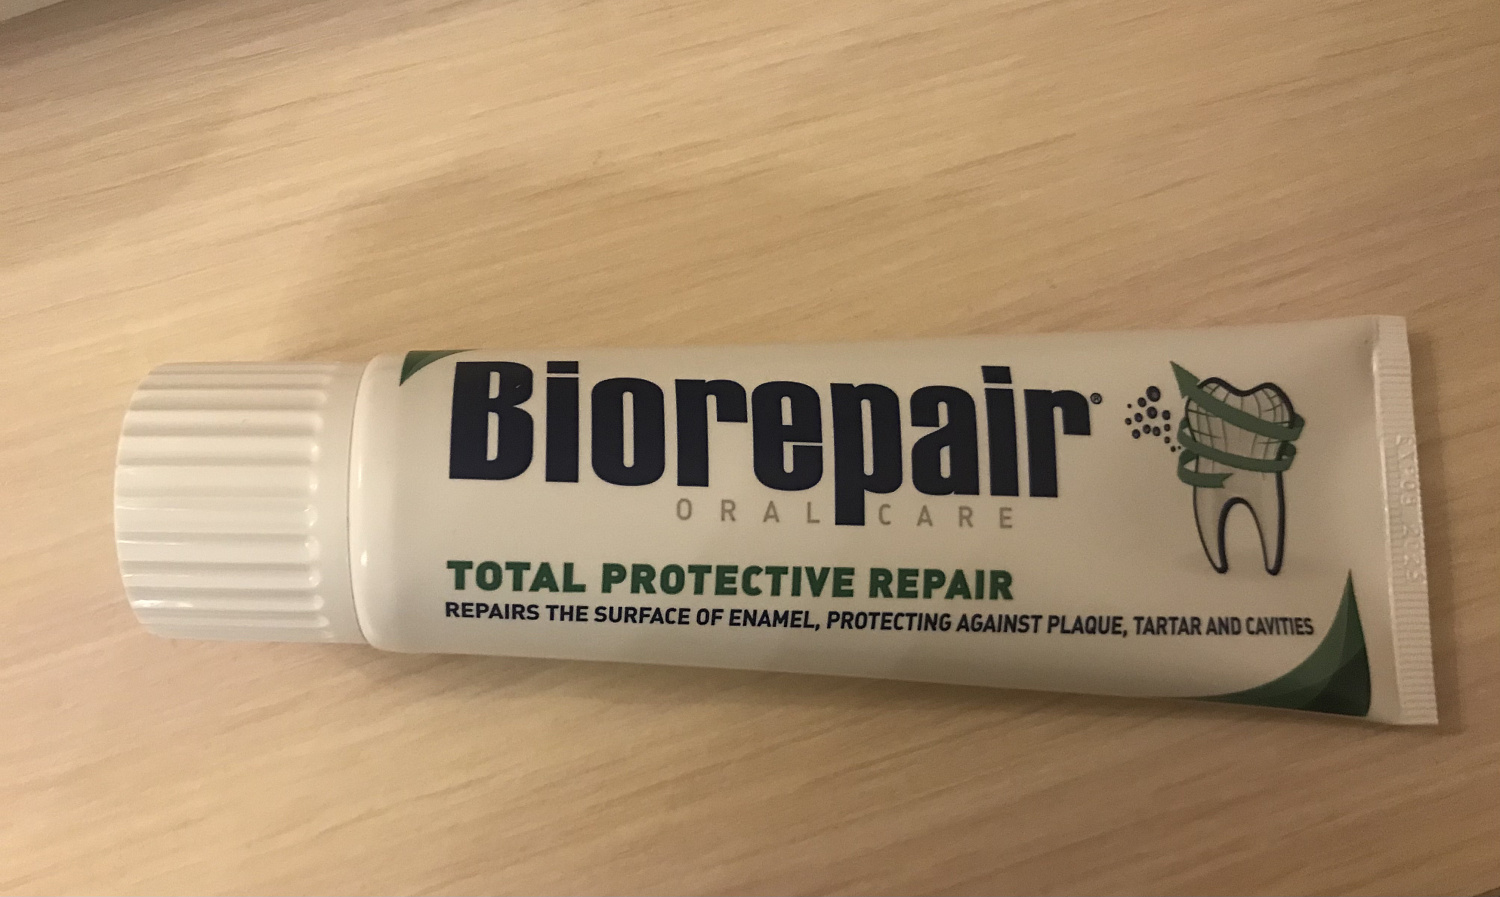 Biorepair®
ORAL CARE
TOTAL PROTECTIVE REPAIR
REPAIRS THE SURFACE OF ENAMEL, PROTECTING AGAINST PLAQUE, TARTAR AND CAVITIES